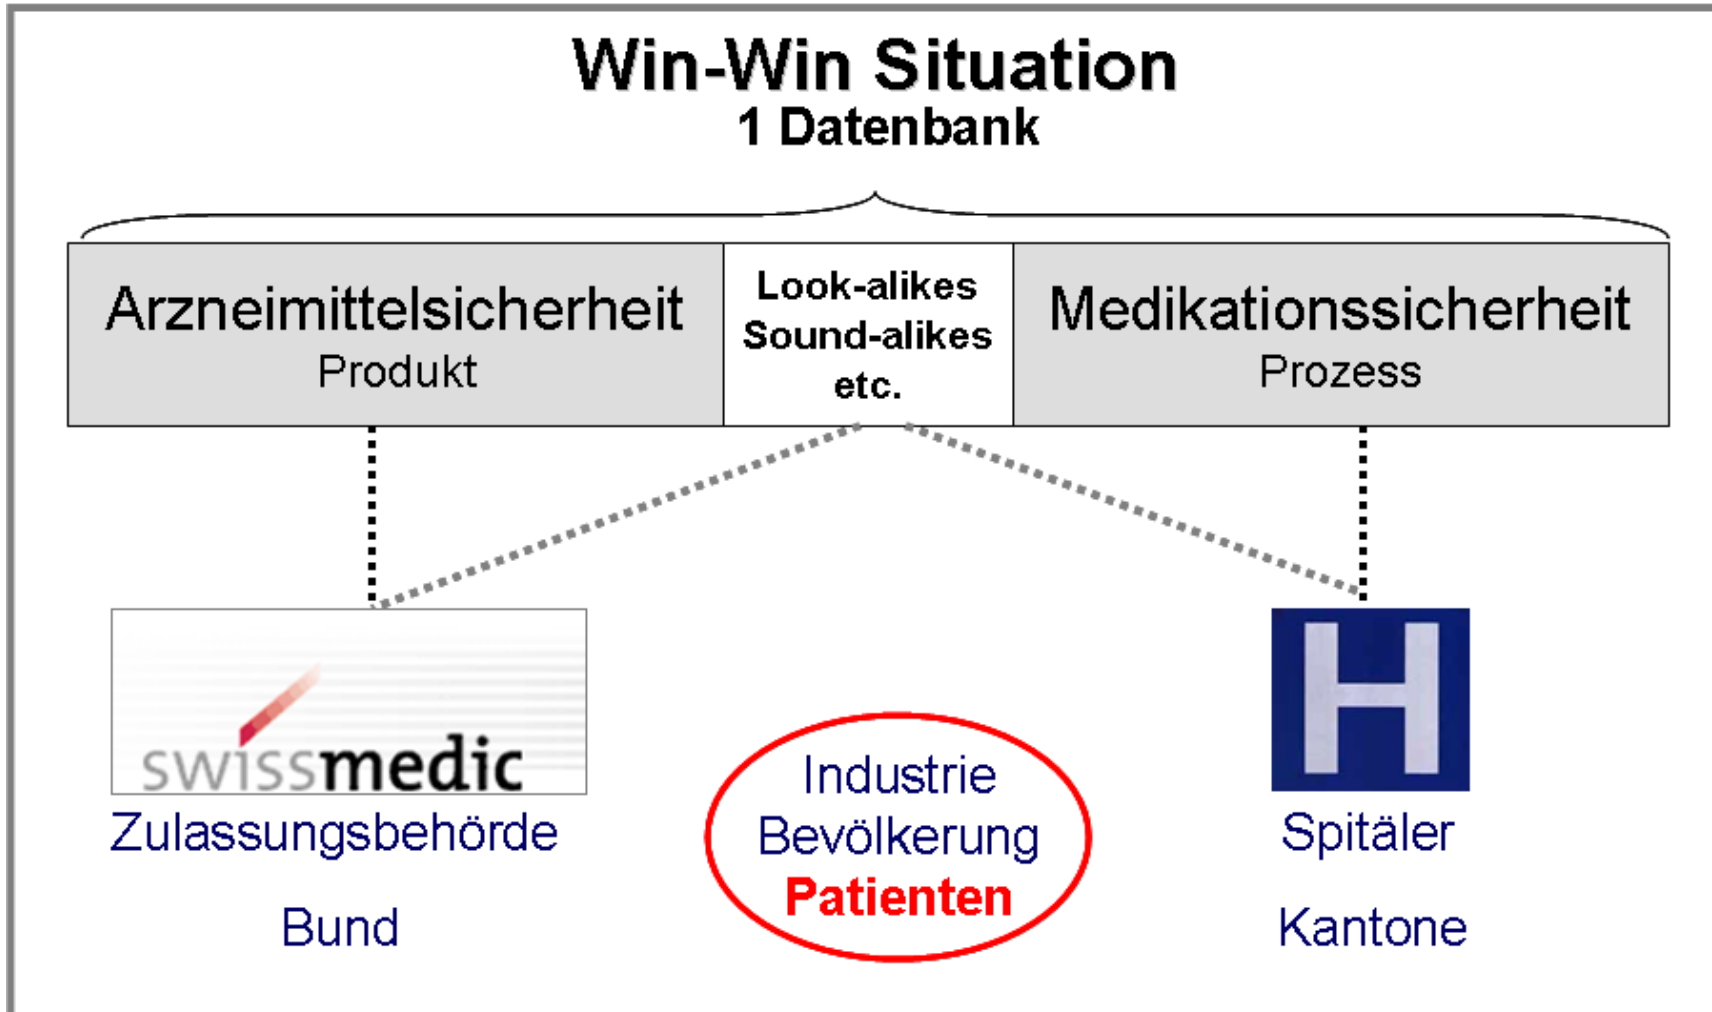 Win-Win Situation
1 Datenbank
Arzneimittelsicherheit
Produkt
Look-alikes
Sound-alikes
etc.
Medikationssicherheit
Prozess
swissmedic
Zulassungsbehörde
Bund
Industrie
Bevölkerung
Patienten
H
Spitäler
Kantone